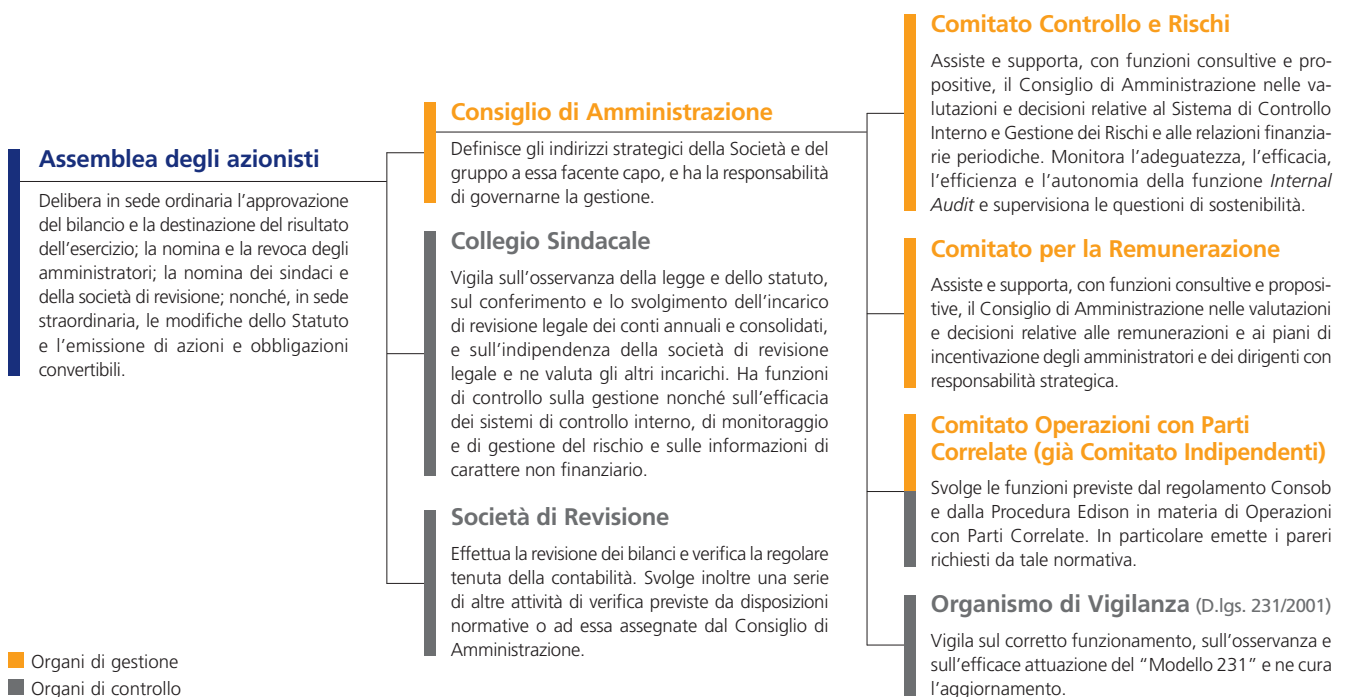 Assemblea degli azionisti
Delibera in sede ordinaria l'approvazione
del bilancio e la destinazione del risultato
dell'esercizio; la nomina e la revoca degli
amministratori; la nomina dei sindaci e
della società di revisione; nonché, in sede
straordinaria, le modifiche dello Statuto
e l'emissione di azioni e obbligazioni
convertibili.
Consiglio di Amministrazione
Definisce gli indirizzi strategici della Società e del
gruppo a essa facente capo, e ha la responsabilità
di governarne la gestione.
Collegio Sindacale
Vigila sull'osservanza della legge e dello statuto,
sul conferimento e lo svolgimento dell'incarico
di revisione legale dei conti annuali e consolidati,
e sull'indipendenza della società di revisione
legale e ne valuta gli altri incarichi. Ha funzioni
di controllo sulla gestione nonché sull'efficacia
dei sistemi di controllo interno, di monitoraggio
e di gestione del rischio e sulle informazioni di
carattere non finanziario.
Società di Revisione
Effettua la revisione dei bilanci e verifica la regolare
tenuta della contabilità. Svolge inoltre una serie
di altre attività di verifica previste da disposizioni
normative o ad essa assegnate dal Consiglio di
Amministrazione.
Comitato Controllo e Rischi
Assiste e supporta, con funzioni consultive e pro-
positive, il Consiglio di Amministrazione nelle va-
lutazioni e decisioni relative al Sistema di Controllo
Interno e Gestione dei Rischi e alle relazioni finanzia-
rie periodiche. Monitora l'adeguatezza, l'efficacia,
l'efficienza e l'autonomia della funzione Internal
Audit e supervisiona le questioni di sostenibilità.
Comitato per la Remunerazione
Assiste e supporta, con funzioni consultive e proposi-
tive, il Consiglio di Amministrazione nelle valutazioni
e decisioni relative alle remunerazioni e ai piani di
incentivazione degli amministratori e dei dirigenti con
responsabilità strategica.
Comitato Operazioni con Parti
Correlate (già Comitato Indipendenti)
Svolge le funzioni previste dal regolamento Consob
e dalla Procedura Edison in materia di Operazioni
con Parti Correlate. In particolare emette i pareri
richiesti da tale normativa.
Organismo di Vigilanza (D.lgs. 231/2001)
Vigila sul corretto funzionamento, sull'osservanza e
sull'efficace attuazione del "Modello 231" e ne cura
l'aggiornamento.
Organi di gestione
Organi di controllo